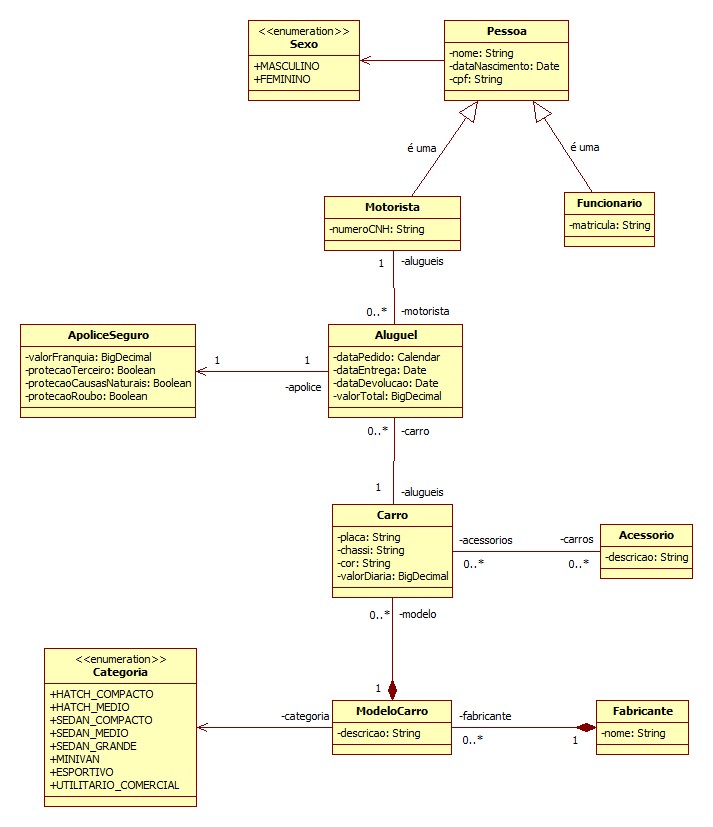 <<enumeration>>
Sexo
+MASCULINO
+FEMININO
Pessoa
-nome: String
-dataNascimento: Date
-cpf: String
é uma
é uma
Motorista
-numeroCNH: String
Funcionario
-matricula: String
1
-alugueis
0..*
-motorista
ApoliceSeguro
-valorFranquia: BigDecimal
-protecaoTerceiro: Boolean
-protecaoCausasNaturais: Boolean
-protecaoRoubo: Boolean
1
1
-apolice
Aluguel
-dataPedido: Calendar
-dataEntrega: Date
-dataDevolucao: Date
-valorTotal: BigDecimal
0..*
-carro
1
-alugueis
Carro
-placa: String
-chassi: String
-cor: String
-valorDiaria: BigDecimal
-acessorios
0..*
-carros
0..*
Acessorio
-descricao: String
0..*
-modelo
1
<<enumeration>>
Categoria
+HATCH_COMPACTO
+HATCH_MEDIO
+SEDAN_COMPACTO
+SEDAN_MEDIO
+SEDAN_GRANDE
+MINIVAN
+ESPORTIVO
+UTILITARIO_COMERCIAL
-categoria
ModeloCarro
-descricao: String
-fabricante
0..*
1
Fabricante
-nome: String